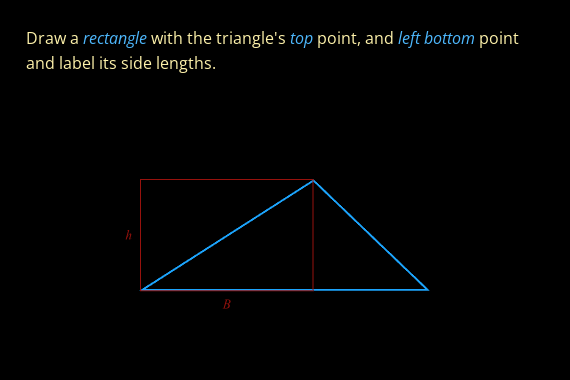 Draw a rectangle with the triangle's top point, and left bottom point
and label its side lengths.
h
B